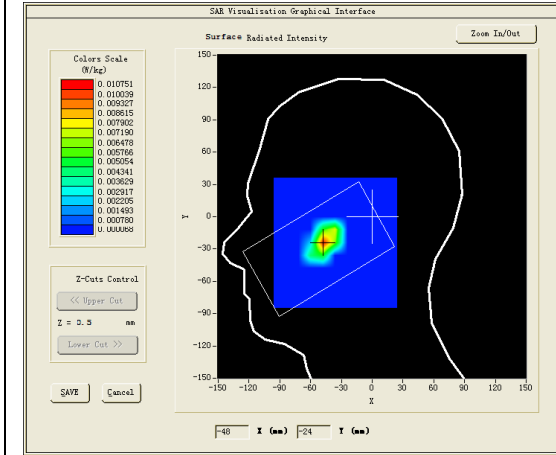 SAR Visualisation Graphical Interface
Surface Radiated Intensity
Zoom In/Out
Colors Scale
(W/kg)
0.010751
0.010039
0.009327
0.008615
0.007902
0.007190
0.006478
0.005766
0.005054
0.004341
0.003629
0.002917
0.002205
0.001493
0.000780
0.000068
150
120
90
60
30
0
-30
-60
-90
-120
-150
Y
-150 -120 -90 -60 -30 0 30 60 90 120 150
X
Z-Cuts Control
<< Upper Cut
Z = 0.5 mm
Lower Cut >>
SAVE Cancel
-48 X (mm) -24 Y (mm)